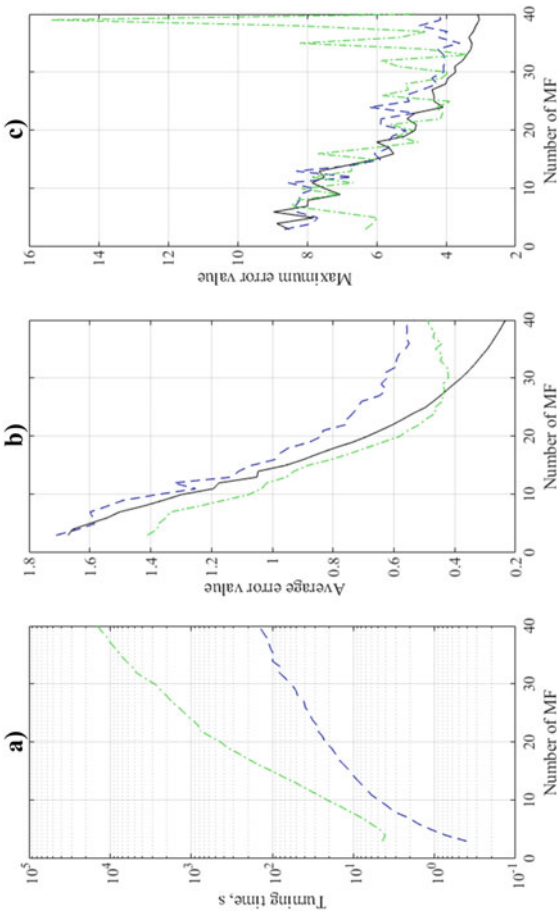 a)
10^5
10^4
10^3
10^2
10^1
10^0
10^-1
Turning time, s
0 10 20 30 40
Number of MF
b)
1.8
1.6
1.4
1.2
1
0.8
0.6
0.4
0.2
Average error value
0 10 20 30 40
Number of MF
c)
16
14
12
10
8
6
4
2
Maximum error value
0 10 20 30 40
Number of MF